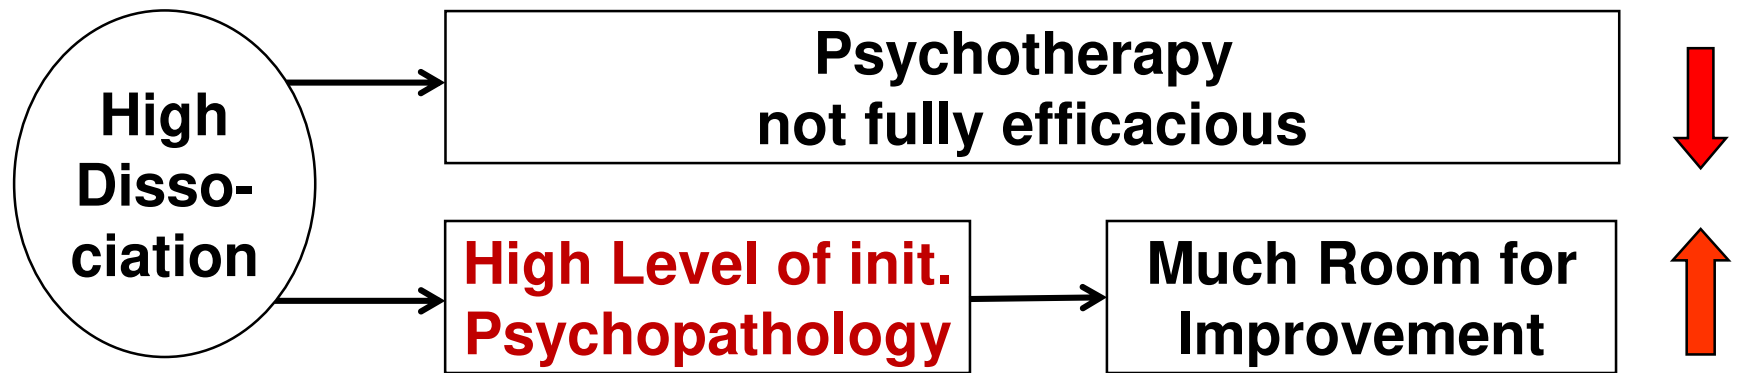 High
Disso-
ciation
Psychotherapy
not fully efficacious
High Level of init.
Psychopathology
Much Room for
Improvement